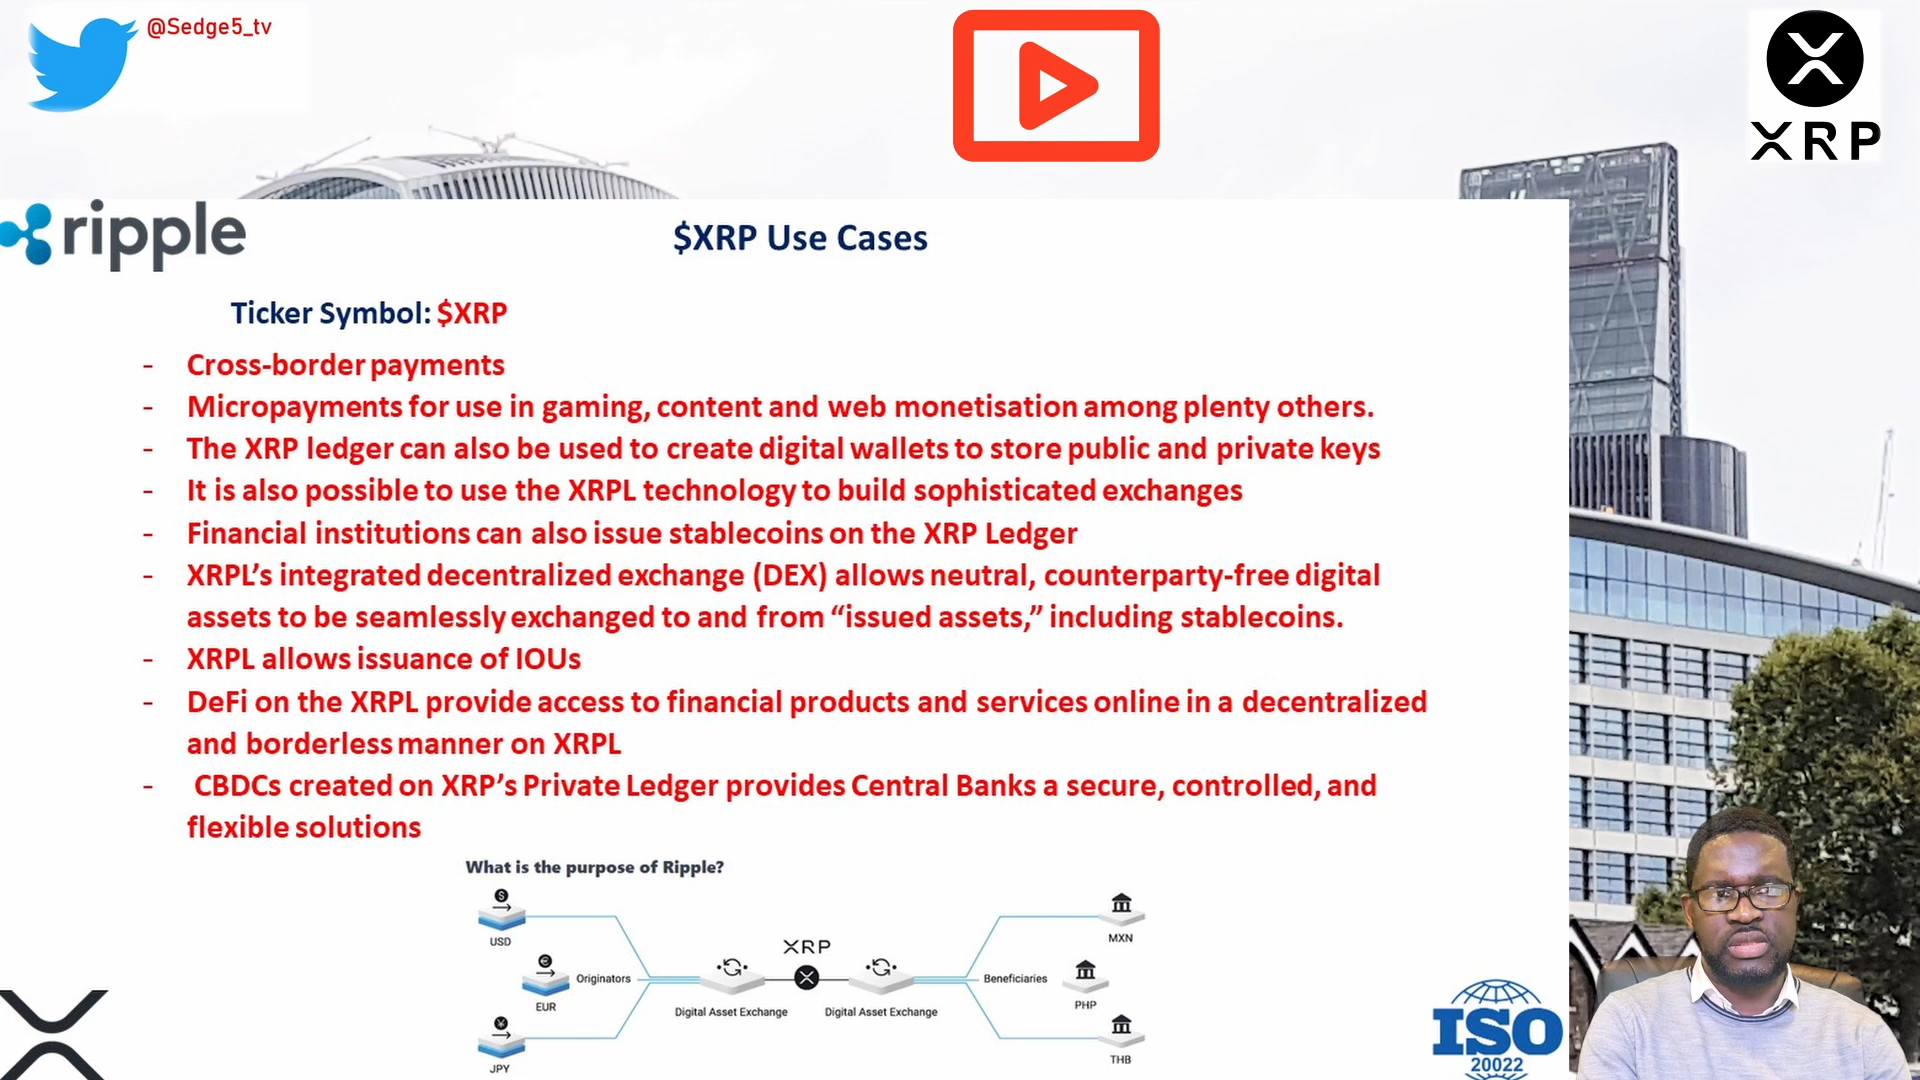 @Sedge5_tv
XRP
ripple
$XRP Use Cases
Ticker Symbol: $XRP
- Cross-border payments
- Micropayments for use in gaming, content and web monetisation among plenty others.
- The XRP ledger can also be used to create digital wallets to store public and private keys
- It is also possible to use the XRPL technology to build sophisticated exchanges
- Financial institutions can also issue stablecoins on the XRP Ledger
- XRPL’s integrated decentralized exchange (DEX) allows neutral, counterparty-free digital
assets to be seamlessly exchanged to and from “issued assets,” including stablecoins.
- XRPL allows issuance of IOUs
- DeFi on the XRPL provide access to financial products and services online in a decentralized
and borderless manner on XRPL
- CBDCs created on XRP’s Private Ledger provides Central Banks a secure, controlled, and
flexible solutions
What is the purpose of Ripple?
USD
MXN
XRP
EUR
Originators
Beneficiaries
PHP
Digital Asset Exchange
Digital Asset Exchange
JPY
THB
ISO
20022